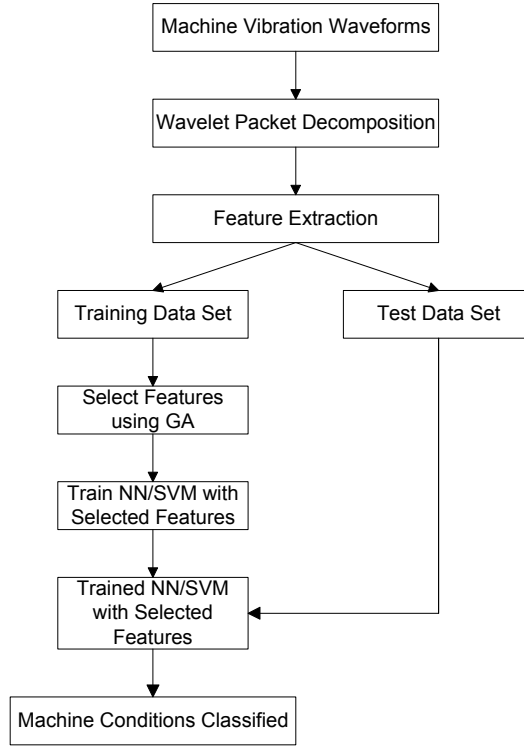 Machine Vibration Waveforms
Wavelet Packet Decomposition
Feature Extraction
Training Data Set
Test Data Set
Select Features
using GA
Train NN/SVM with
Selected Features
Trained NN/SVM
with Selected
Features
Machine Conditions Classified